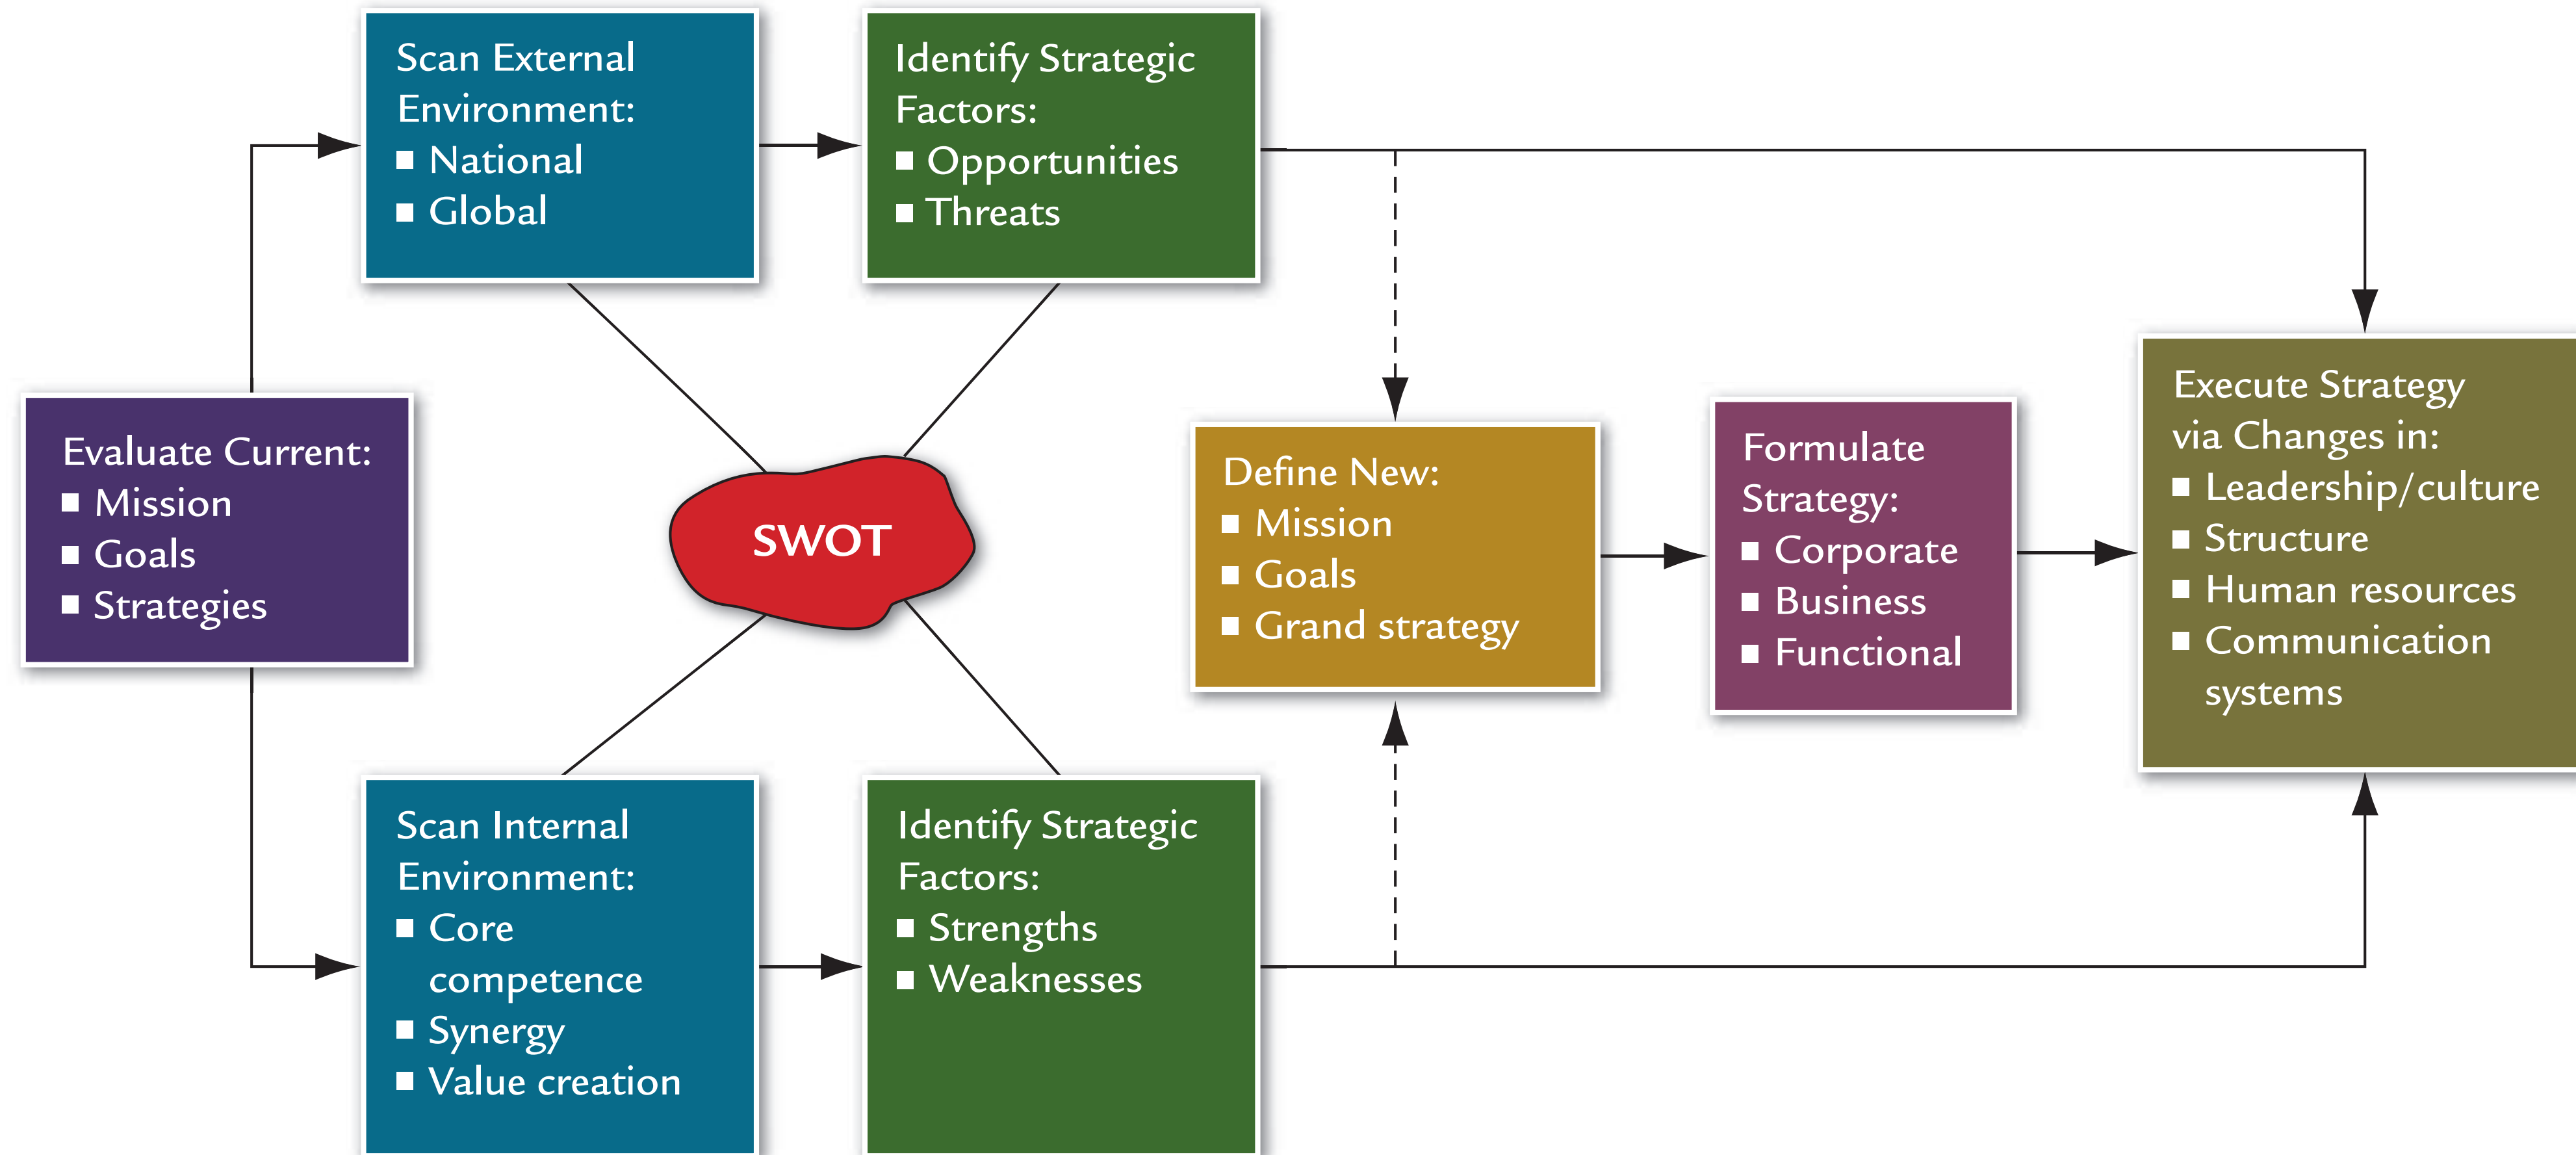 Scan External
Environment:
■ National
■ Global
Identify Strategic
Factors:
■ Opportunities
■ Threats
Evaluate Current:
■ Mission
■ Goals
■ Strategies
SWOT
Define New:
■ Mission
■ Goals
■ Grand strategy
Formulate
Strategy:
■ Corporate
■ Business
■ Functional
Execute Strategy
via Changes in:
■ Leadership/culture
■ Structure
■ Human resources
■ Communication
systems
Scan Internal
Environment:
■ Core
competence
■ Synergy
■ Value creation
Identify Strategic
Factors:
■ Strengths
■ Weaknesses